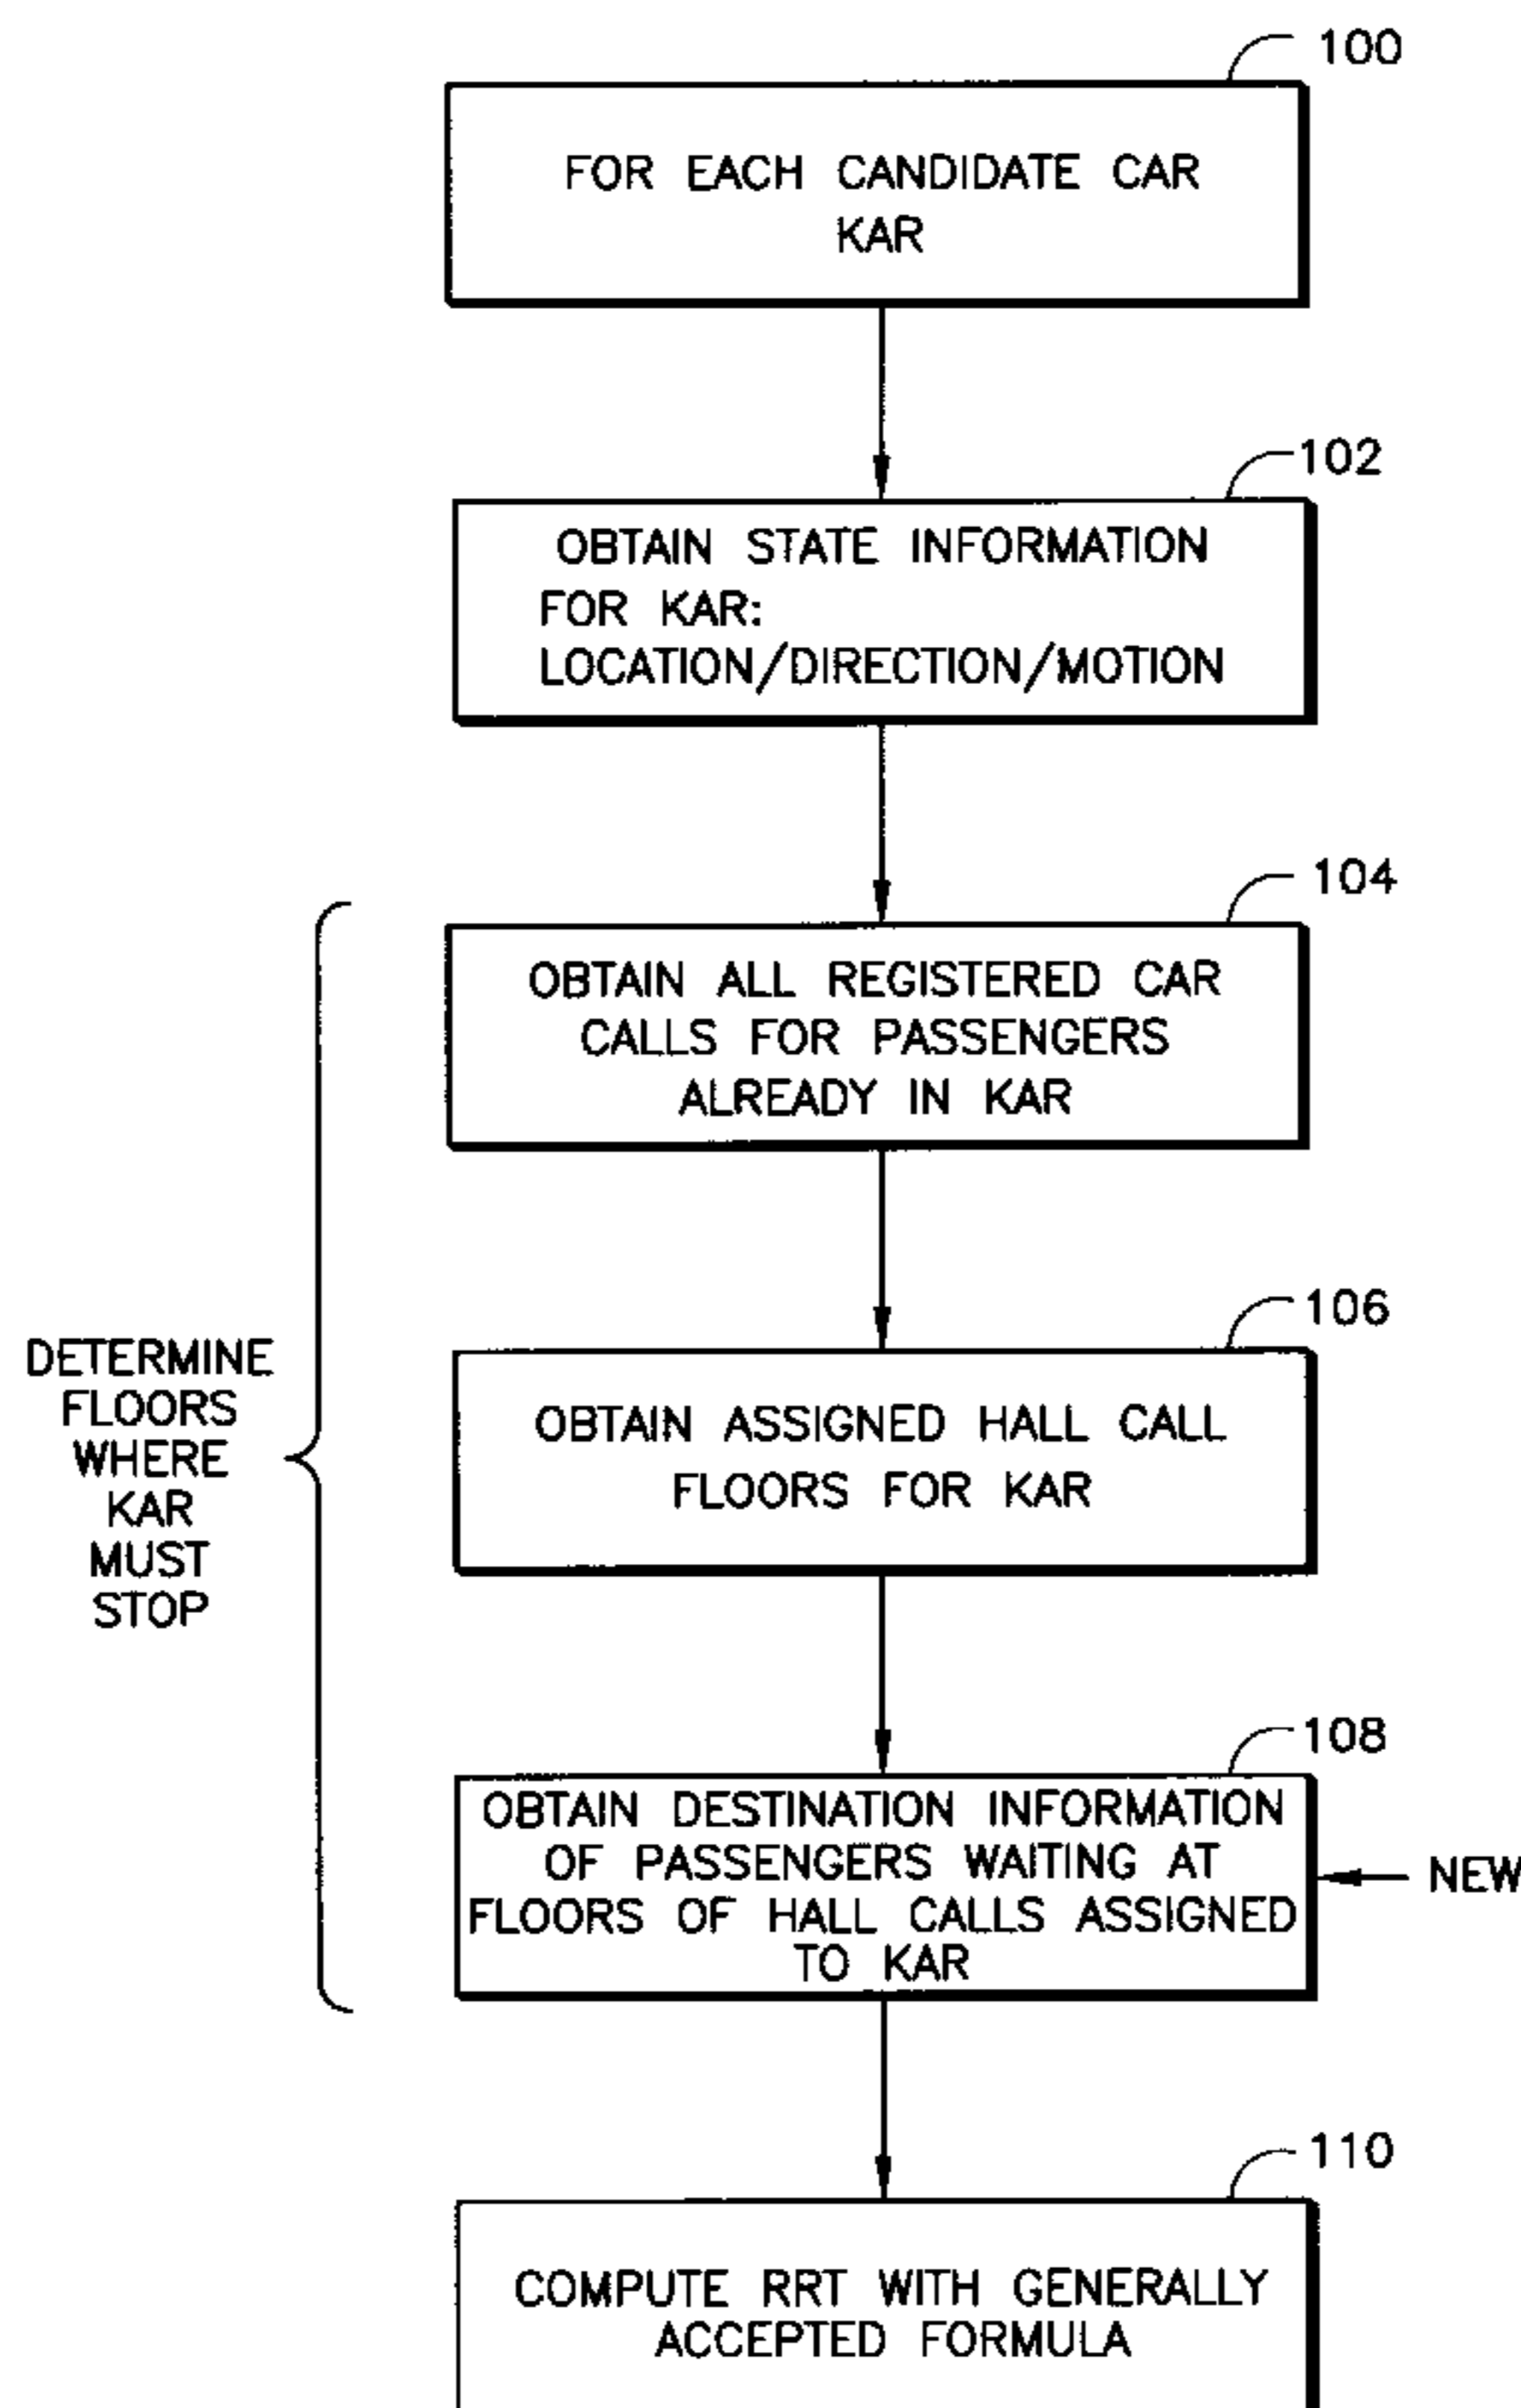 100
FOR EACH CANDIDATE CAR
KAR
102
OBTAIN STATE INFORMATION
FOR KAR:
LOCATION/DIRECTION/MOTION
104
OBTAIN ALL REGISTERED CAR
CALLS FOR PASSENGERS
ALREADY IN KAR
106
OBTAIN ASSIGNED HALL CALL
FLOORS FOR KAR
DETERMINE
FLOORS
WHERE
KAR
MUST
STOP
108
OBTAIN DESTINATION INFORMATION
OF PASSENGERS WAITING AT
FLOORS OF HALL CALLS ASSIGNED
TO KAR
NEW
110
COMPUTE RRT WITH GENERALLY
ACCEPTED FORMULA